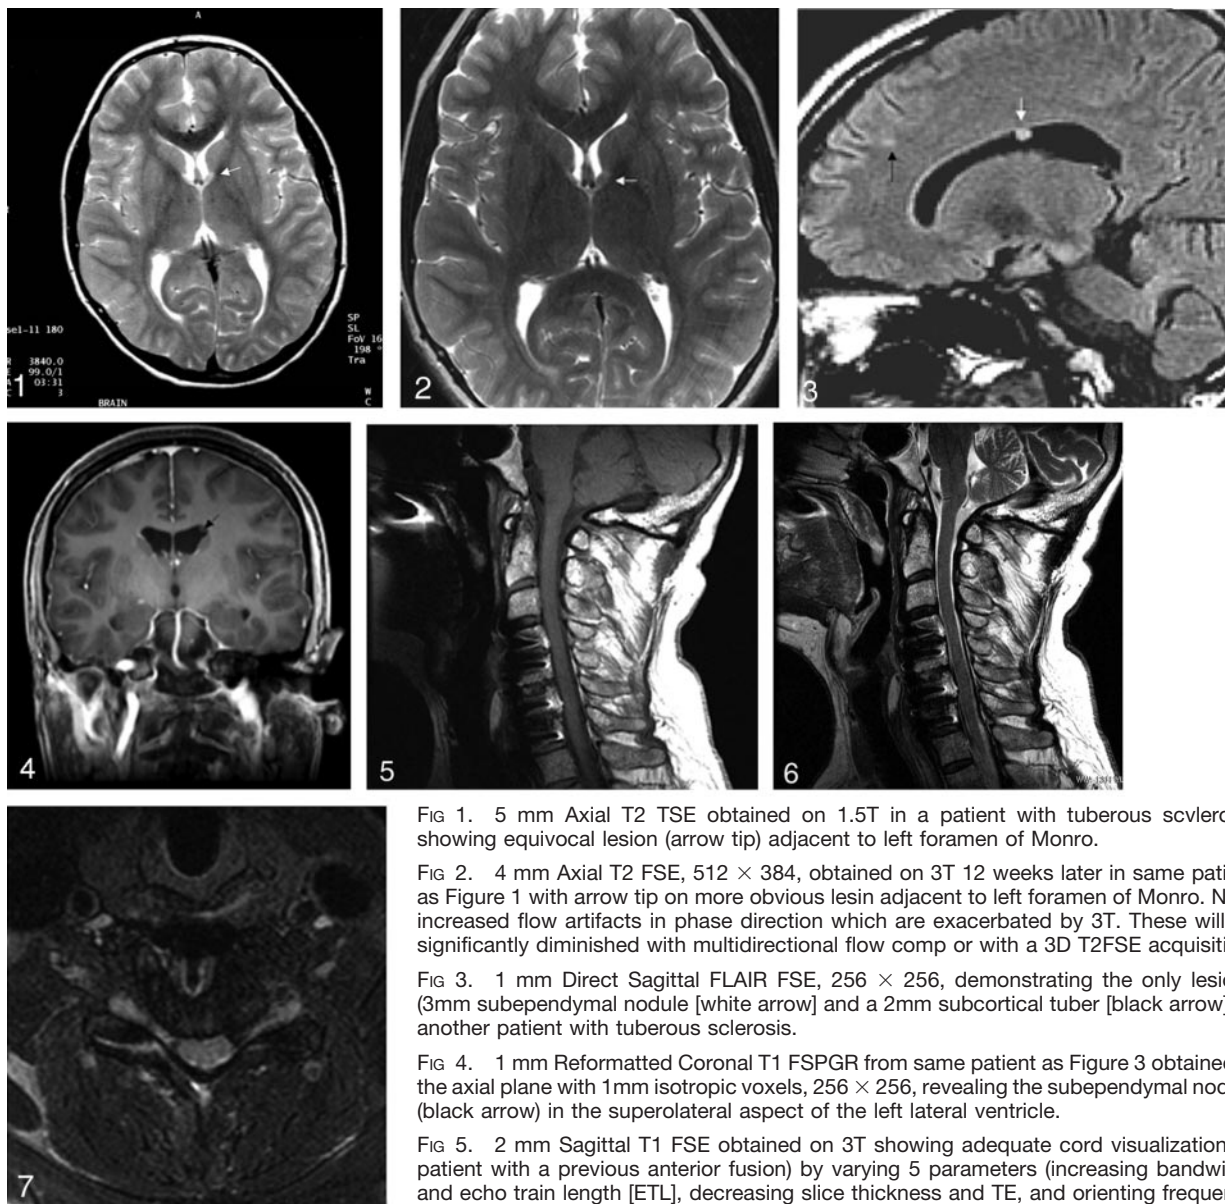 A
sel-11 180
3840.0
99.0/1
03:31
3
BRAIN
SP
SL
FoV 16
198
Tra
W
C
1
2
3
4
5
6
7
FIG 1. 5 mm Axial T2 TSE obtained on 1.5T in a patient with tuberous scvlero
showing equivocal lesion (arrow tip) adjacent to left foramen of Monro.
FIG 2. 4 mm Axial T2 FSE, 512 × 384, obtained on 3T 12 weeks later in same pati
as Figure 1 with arrow tip on more obvious lesin adjacent to left foramen of Monro. N
increased flow artifacts in phase direction which are exacerbated by 3T. These will
significantly diminished with multidirectional flow comp or with a 3D T2FSE acquisiti
FIG 3. 1 mm Direct Sagittal FLAIR FSE, 256 × 256, demonstrating the only lesio
(3mm subependymal nodule [white arrow] and a 2mm subcortical tuber [black arrow]
another patient with tuberous sclerosis.
FIG 4. 1 mm Reformatted Coronal T1 FSPGR from same patient as Figure 3 obtained
the axial plane with 1mm isotropic voxels, 256 × 256, revealing the subependymal nod
(black arrow) in the superolateral aspect of the left lateral ventricle.
FIG 5. 2 mm Sagittal T1 FSE obtained on 3T showing adequate cord visualization
patient with a previous anterior fusion) by varying 5 parameters (increasing bandwi
and echo train length [ETL], decreasing slice thickness and TE, and orienting freque